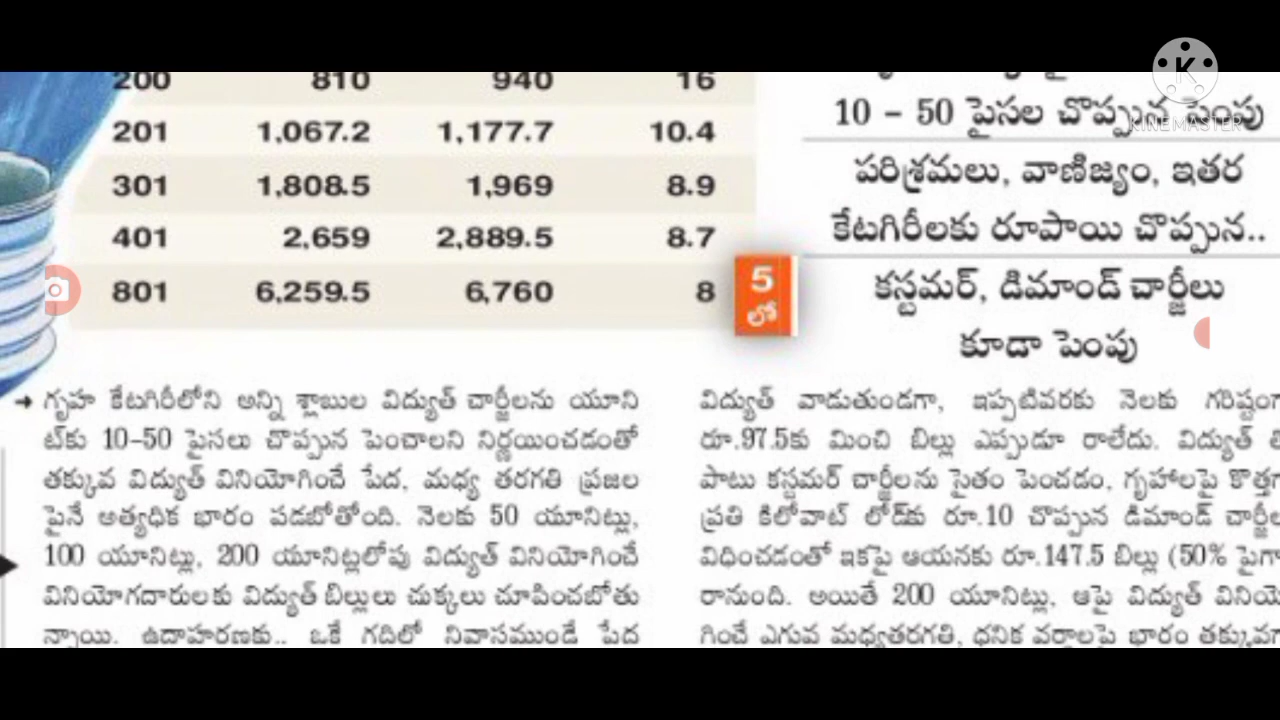 200 810 940 16
201 1,067.2 1,177.7 10.4
301 1,808.5 1,969 8.9
401 2,659 2,889.5 8.7
801 6,259.5 6,760 8
10 – 50 పైసల చొప్పున పెంపు
KINEMASTER
పరిశ్రమలు, వాణిజ్యం, ఇతర
కేటగిరీలకు రూపాయి చొప్పున..
5
లో
కస్టమర్, డిమాండ్ చార్జీలు
కూడా పెంపు
→ గృహ కేటగిరీలోని అన్ని శ్లాబుల విద్యుత్ చార్జీలను యూని
ట్‌కు 10–50 పైసలు చొప్పున పెంచాలని నిర్ణయించడంతో
తక్కువ విద్యుత్ వినియోగించే పేద, మధ్య తరగతి ప్రజల
పైనే అత్యధిక భారం పడబోతోంది. నెలకు 50 యూనిట్లు,
100 యూనిట్లు, 200 యూనిట్లలోపు విద్యుత్ వినియోగించే
వినియోగదారులకు విద్యుత్ బిల్లులు చుక్కలు చూపించబోతు
న్నాయి. ఉదాహరణకు.. ఒకే గదిలో నివాసముండే పేద
విద్యుత్ వాడుతుండగా, ఇప్పటివరకు నెలకు గరిష్టంగ
రూ.97.5కు మించి బిల్లు ఎప్పుడూ రాలేదు. విద్యుత్
పాటు కస్టమర్ చార్జీలను సైతం పెంచడం, గృహాలపై కొత్తగ
ప్రతి కిలోవాట్ లోడ్‌కు రూ.10 చొప్పున డిమాండ్ చార్జీల
విధించడంతో ఇకపై ఆయనకు రూ.147.5 బిల్లు (50% పైగా
రానుంది. అయితే 200 యూనిట్లు, ఆపై విద్యుత్ వినియో
గించే ఎగువ మధ్యతరగతి, ధనిక వర్గాలపై భారం తక్కువగా